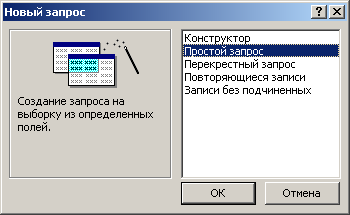 Новый запрос
Создание запроса на
выборку из определенных
полей.
Конструктор
Простой запрос
Перекрестный запрос
Повторяющиеся записи
Записи без подчиненных
ОК
Отмена